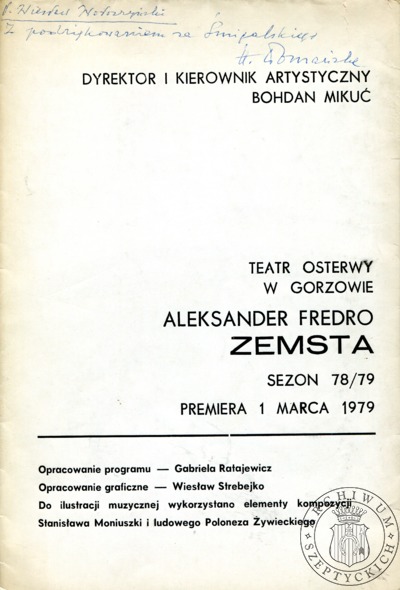 P. Wiesław
Z podziękowaniem za Śmigalskiego
H.
DYREKTOR I KIEROWNIK ARTYSTYCZNY
BOHDAN MIKUĆ
TEATR OSTERWY
W GORZOWIE
ALEKSANDER FREDRO
ZEMSTA
SEZON 78/79
PREMIERA 1 MARCA 1979
Opracowanie programu — Gabriela Ratajewicz
Opracowanie graficzne — Wiesław Strebejko
Do ilustracji muzycznej wykorzystano elementy kompozycji
Stanisława Moniuszki i ludowego Poloneza Żywieckiego
ARCHIWUM
SZEPTYCKICH